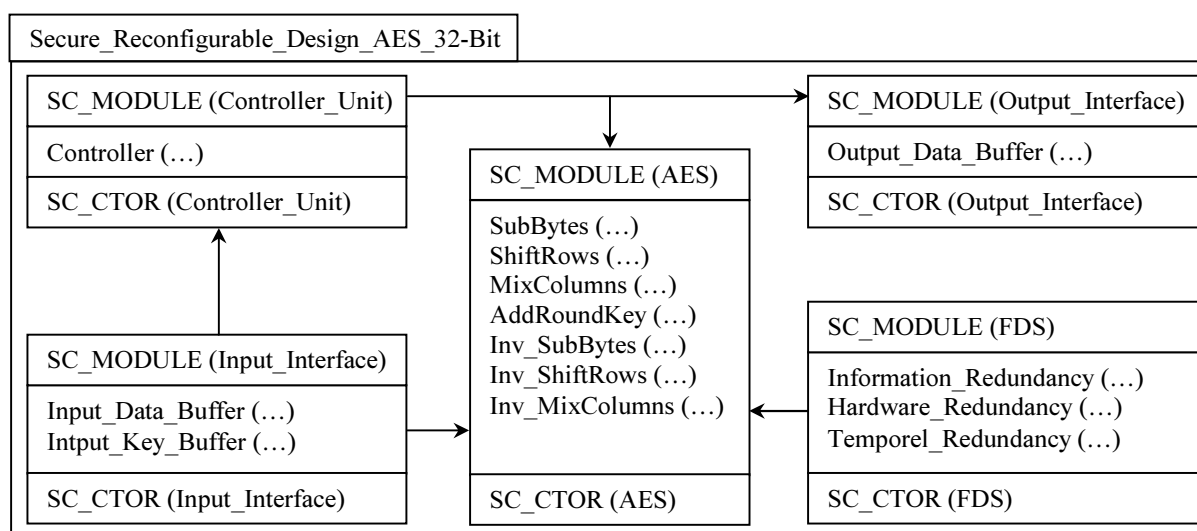 Secure_Reconfigurable_Design_AES_32-Bit
SC_MODULE (Controller_Unit)
Controller (…)
SC_CTOR (Controller_Unit)
SC_MODULE (Output_Interface)
Output_Data_Buffer (…)
SC_CTOR (Output_Interface)
SC_MODULE (AES)
SubBytes (…)
ShiftRows (…)
MixColumns (…)
AddRoundKey (…)
Inv_SubBytes (…)
Inv_ShiftRows (…)
Inv_MixColumns (…)
SC_CTOR (AES)
SC_MODULE (Input_Interface)
Input_Data_Buffer (…)
Intput_Key_Buffer (…)
SC_CTOR (Input_Interface)
SC_MODULE (FDS)
Information_Redundancy (…)
Hardware_Redundancy (…)
Temporel_Redundancy (…)
SC_CTOR (FDS)